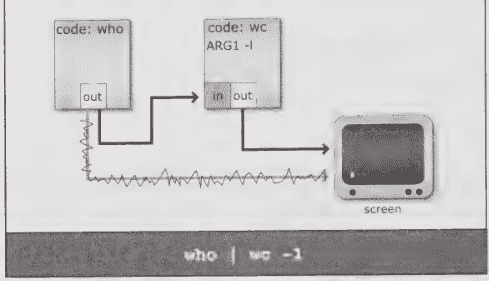 code: who
out
code: wc
ARG1 -l
in out
screen
who | wc -l